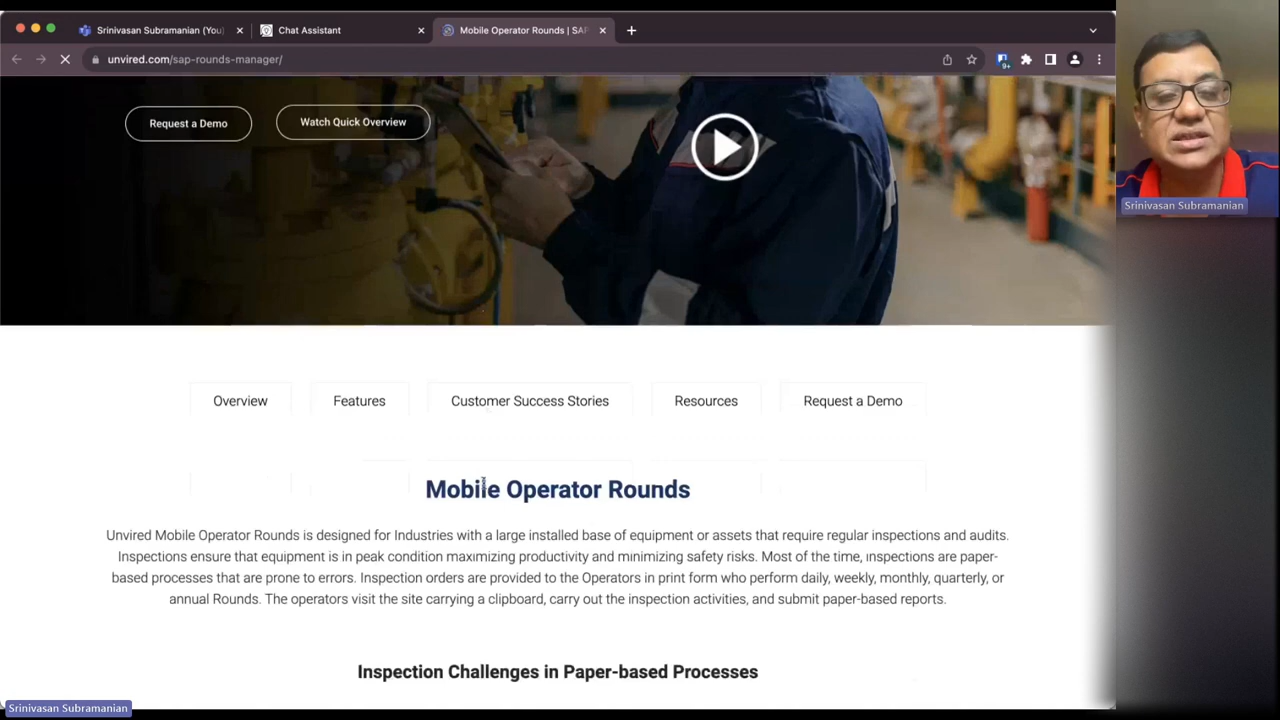 Srinivasan Subramanian (You)
Chat Assistant
Mobile Operator Rounds | SAP
unvired.com/sap-rounds-manager/
9+
Request a Demo
Watch Quick Overview
Srinivasan Subramanian
Overview
Features
Customer Success Stories
Resources
Request a Demo
Mobile Operator Rounds
Unvired Mobile Operator Rounds is designed for Industries with a large installed base of equipment or assets that require regular inspections and audits.
Inspections ensure that equipment is in peak condition maximizing productivity and minimizing safety risks. Most of the time, inspections are paper-
based processes that are prone to errors. Inspection orders are provided to the Operators in print form who perform daily, weekly, monthly, quarterly, or
annual Rounds. The operators visit the site carrying a clipboard, carry out the inspection activities, and submit paper-based reports.
Inspection Challenges in Paper-based Processes
Srinivasan Subramanian